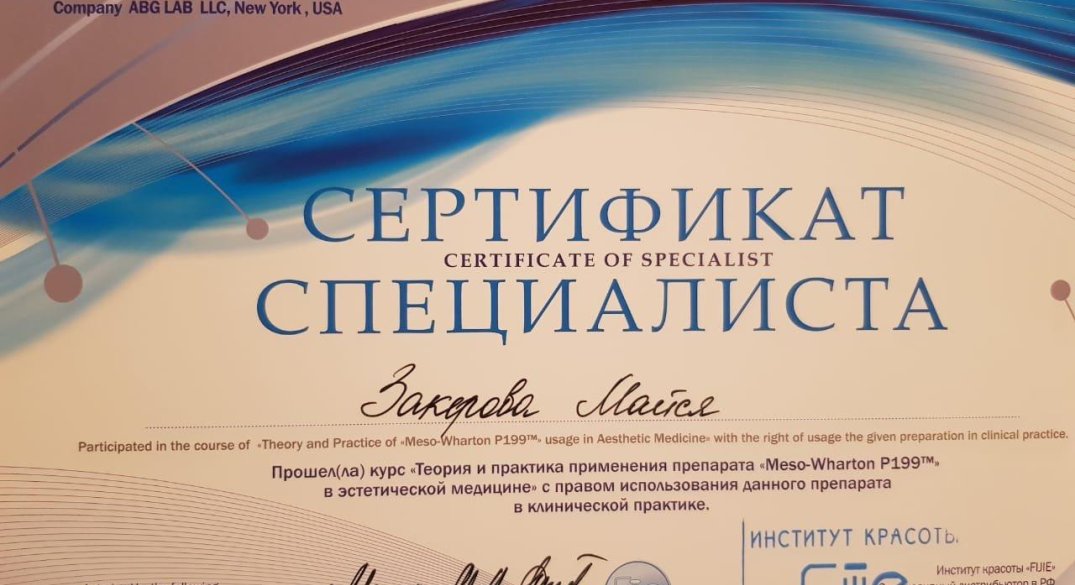 Company ABG LAB LLC, New York , USA
СЕРТИФИКАТ
CERTIFICATE OF SPECIALIST
СПЕЦИАЛИСТА
Participated in the course of «Theory and Practice of «Meso-Wharton P199™» usage in Aesthetic Medicine» with the right of usage the given preparation in clinical practice.
Прошел(ла) курс «Теория и практика применения препарата «Meso-Wharton P199™»
в эстетической медицине» с правом использования данного препарата
в клинической практике.
ИНСТИТУТ КРАСОТЫ
Институт красоты «FIJIE»
дистрибьютор в РФ